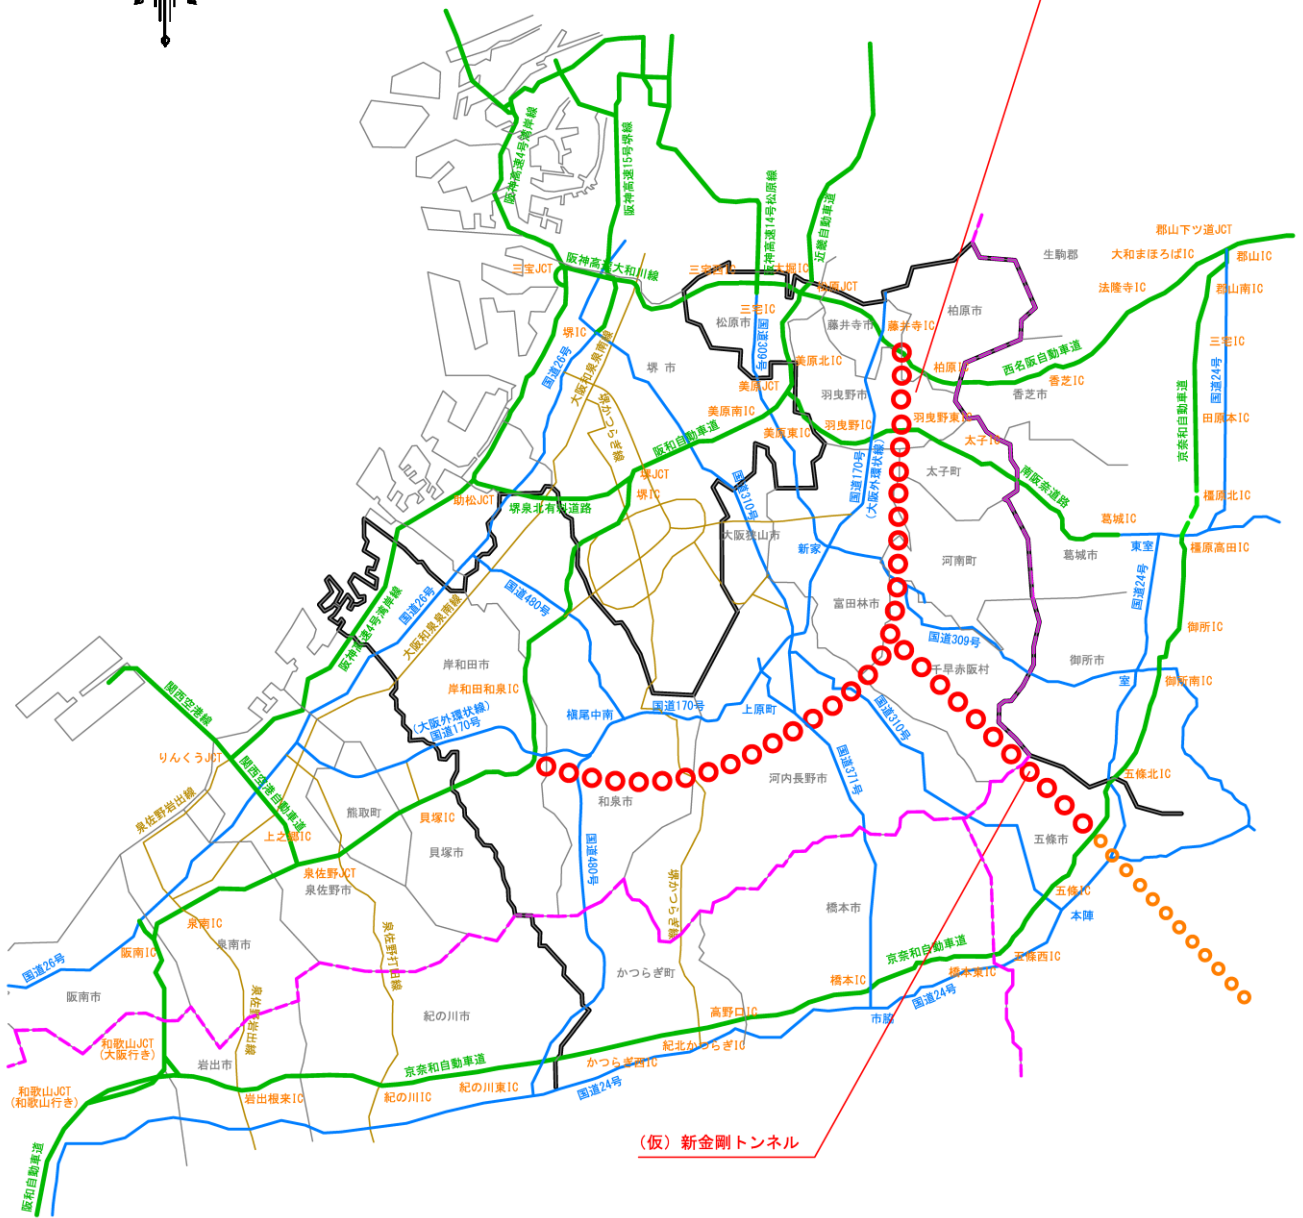 阪神高速4号湾岸線
阪神高速15号堺線
阪神高速14号松原線
近畿自動車道
郡山下ツ道JCT
生駒郡
大和まほろばIC
郡山IC
三宝JCT
阪神高速大和川線
三宅西IC
大堀IC
松原JCT
法隆寺IC
郡山南IC
三宅IC
松原市
藤井寺市
藤井寺IC
柏原市
堺IC
国道26号
大阪和泉泉南線
国道309号
三宅IC
国道24号
堺市
美原北IC
柏原IC
西名阪自動車道
香芝IC
香芝市
美原JCT
羽曳野市
堺かつらぎ線
美原南IC
京奈和自動車道
田原本IC
阪和自動車道
美原東IC
羽曳野IC
羽曳野東IC
太子IC
国道170号
(大阪外環状線)
堺JCT
堺IC
国道310号
太子町
南阪奈道路
助松JCT
堺泉北有料道路
橿原北IC
葛城IC
大阪狭山市
新家
河南町
葛城市
東室
橿原高田IC
国道24号
阪神高速4号湾岸線
国道26号
大阪和泉泉南線
国道480号
富田林市
国道309号
御所IC
岸和田市
岸和田和泉IC
千早赤阪村
御所市
室
御所南IC
関西空港線
(大阪外環状線)
国道170号
槇尾中南
国道170号
上原町
国道310号
りんくうJCT
関西空港自動車道
国道371号
河内長野市
五條北IC
泉佐野岩出線
熊取町
和泉市
上之郷IC
貝塚IC
貝塚市
国道480号
五條市
泉佐野JCT
泉佐野市
堺かつらぎ線
橋本市
五條IC
本陣
泉南IC
泉南市
泉佐野打田線
阪南IC
国道26号
京奈和自動車道
五條西IC
かつらぎ町
橋本IC
橋本東IC
阪南市
泉佐野岩出線
紀の川市
高野口IC
国道24号
市脇
和歌山JCT
(大阪行き)
紀北かつらぎIC
岩出市
京奈和自動車道
かつらぎ西IC
和歌山JCT
(和歌山行き)
岩出根来IC
紀の川IC
紀の川東IC
国道24号
(仮) 新金剛トンネル
阪和自動車道